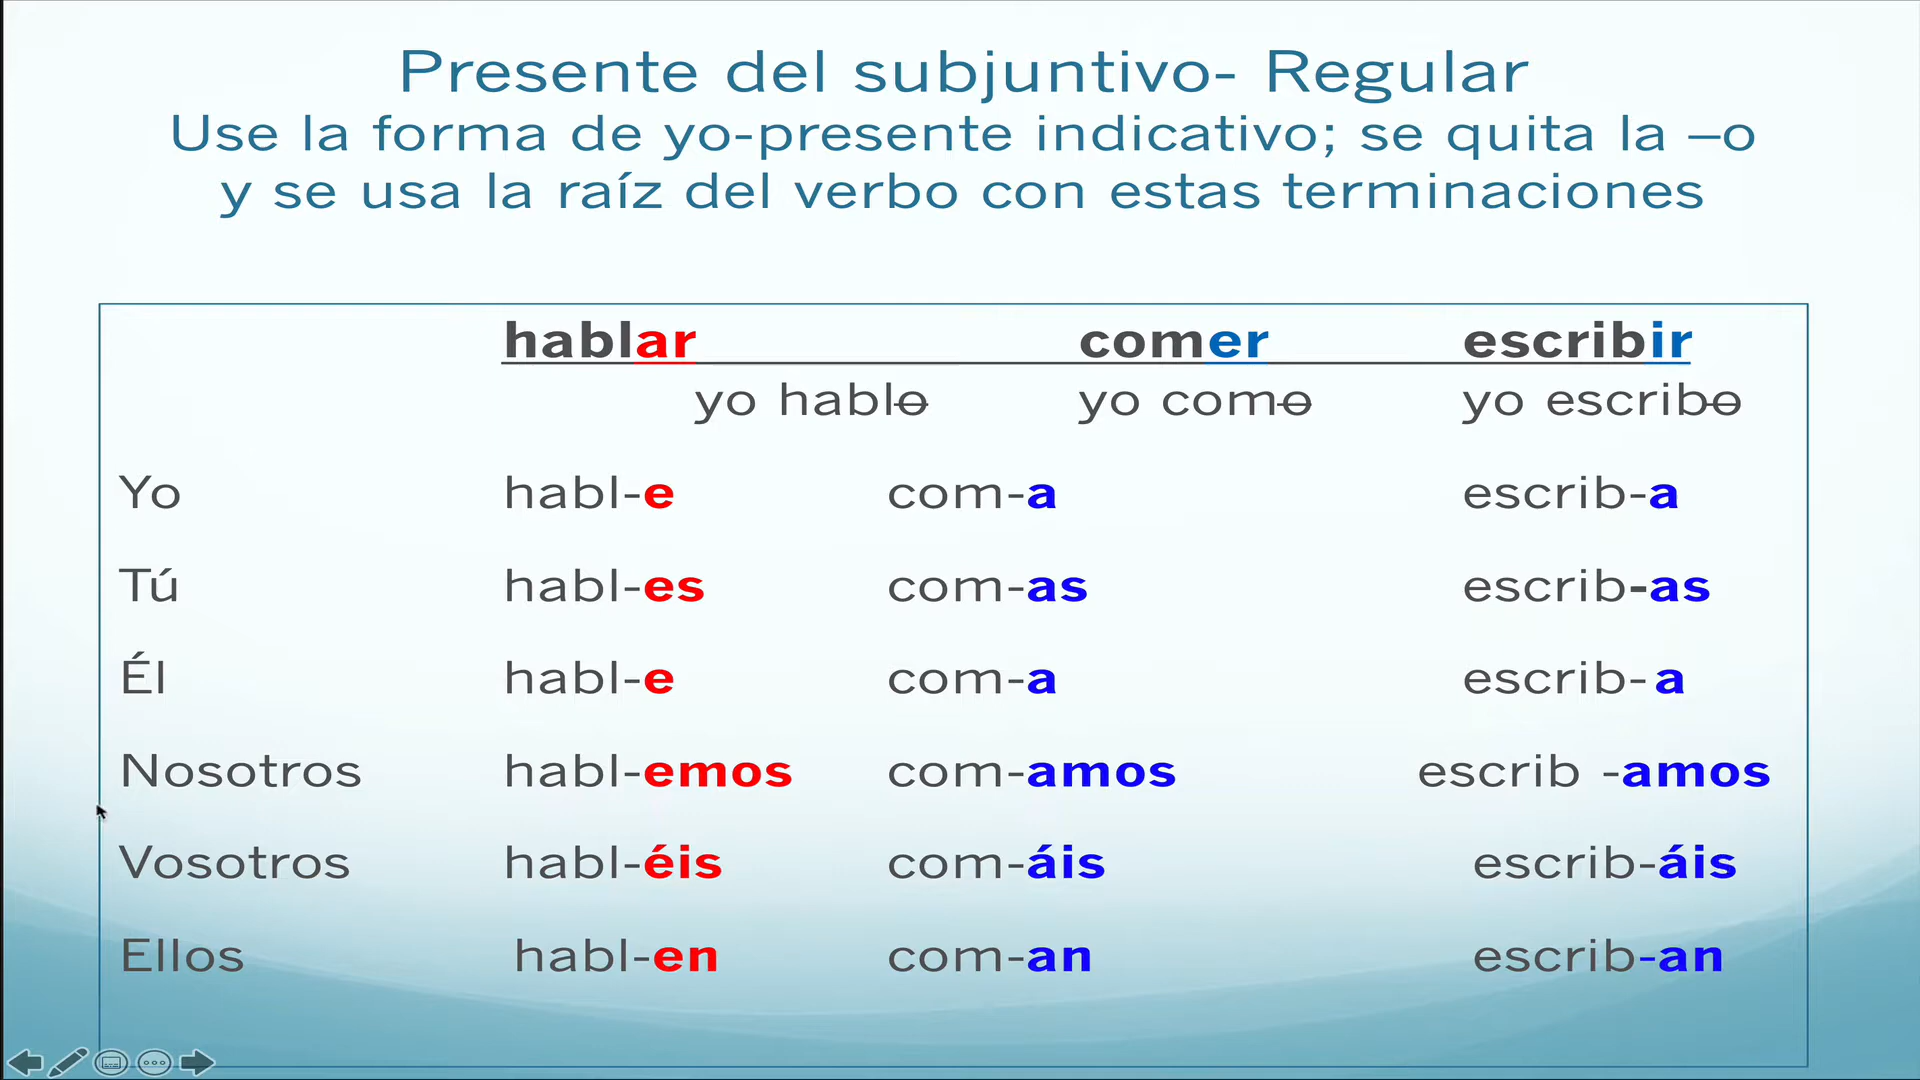 Presente del subjuntivo- Regular
Use la forma de yo-presente indicativo; se quita la –o
y se usa la raíz del verbo con estas terminaciones
hablar comer escribir
yo hablo yo como yo escribo
Yo habl-e com-a escrib-a
Tú habl-es com-as escrib-as
Él habl-e com-a escrib-a
Nosotros habl-emos com-amos escrib -amos
Vosotros habl-éis com-áis escrib-áis
Ellos habl-en com-an escrib-an